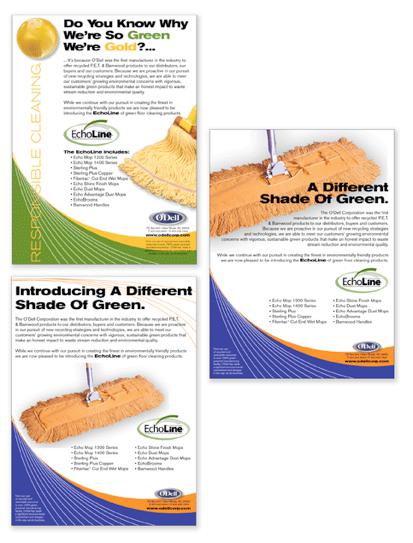 Do You Know Why
We're So Green
We're Gold?...
RESPONSIBLE CLEANING
...It's because O'Dell was the first manufacturer in the industry to
offer recycled P.E.T. & Barwood products to our distributors, our
buyers and our customers. Because we are proactive in our pursuit
of new recycling strategies and technologies, we are able to
meet our customers' growing environmental concerns with vigorous,
sustainable green products that make an honest impact to waste
stream reduction and environmental quality.
While we continue with our pursuit in creating the finest in
environmentally friendly products we are now pleased to be
introducing the EchoLine of green floor cleaning products.
EchoLine
The EchoLine includes:
• Echo Mop 1300 Series
• Echo Mop 1400 Series
• Sterling Plus
• Sterling Plus Copper
• Fibertac Cut End Wet Mops
• Echo Shine Finish Mops
• Echo Dust Mops
• Echo Advantage Dust Mops
• EchoBrooms
• Barwood Handles
O'Dell
www.odellcorp.com
A Different
Shade Of Green.
The O'Dell Corporation was the first
manufacturer in the industry to offer recycled P.E.T.
& Barwood products to our distributors, buyers and customers.
Because we are proactive in our pursuit of new recycling strategies
and technologies, we are able to meet our customers' growing environmental
concerns with vigorous, sustainable green products that make an honest impact to waste
stream reduction and environmental quality.
While we continue with our pursuit in creating the finest in environmentally friendly products
we are now pleased to be introducing the EchoLine of green floor cleaning products.
EchoLine
• Echo Mop 1300 Series
• Echo Mop 1400 Series
• Sterling Plus
• Sterling Plus Copper
• Fibertac Cut End Wet Mops
• Echo Shine Finish Mops
• Echo Dust Mops
• Echo Advantage Dust Mops
• EchoBrooms
• Barwood Handles
O'Dell
www.odellcorp.com
Introducing A Different
Shade Of Green.
The O'Dell Corporation was the first manufacturer in the industry to offer recycled P.E.T.
& Barwood products to our distributors, buyers and customers. Because we are proactive
in our pursuit of new recycling strategies and technologies, we are able to meet our
customers' growing environmental concerns with vigorous, sustainable green products that
make an honest impact to waste stream reduction and environmental quality.
While we continue with our pursuit in creating the finest in environmentally friendly products
we are now pleased to be introducing the EchoLine of green floor cleaning products.
EchoLine
• Echo Mop 1300 Series
• Echo Mop 1400 Series
• Sterling Plus
• Sterling Plus Copper
• Fibertac Cut End Wet Mops
• Echo Shine Finish Mops
• Echo Dust Mops
• Echo Advantage Dust Mops
• EchoBrooms
• Barwood Handles
O'Dell
www.odellcorp.com